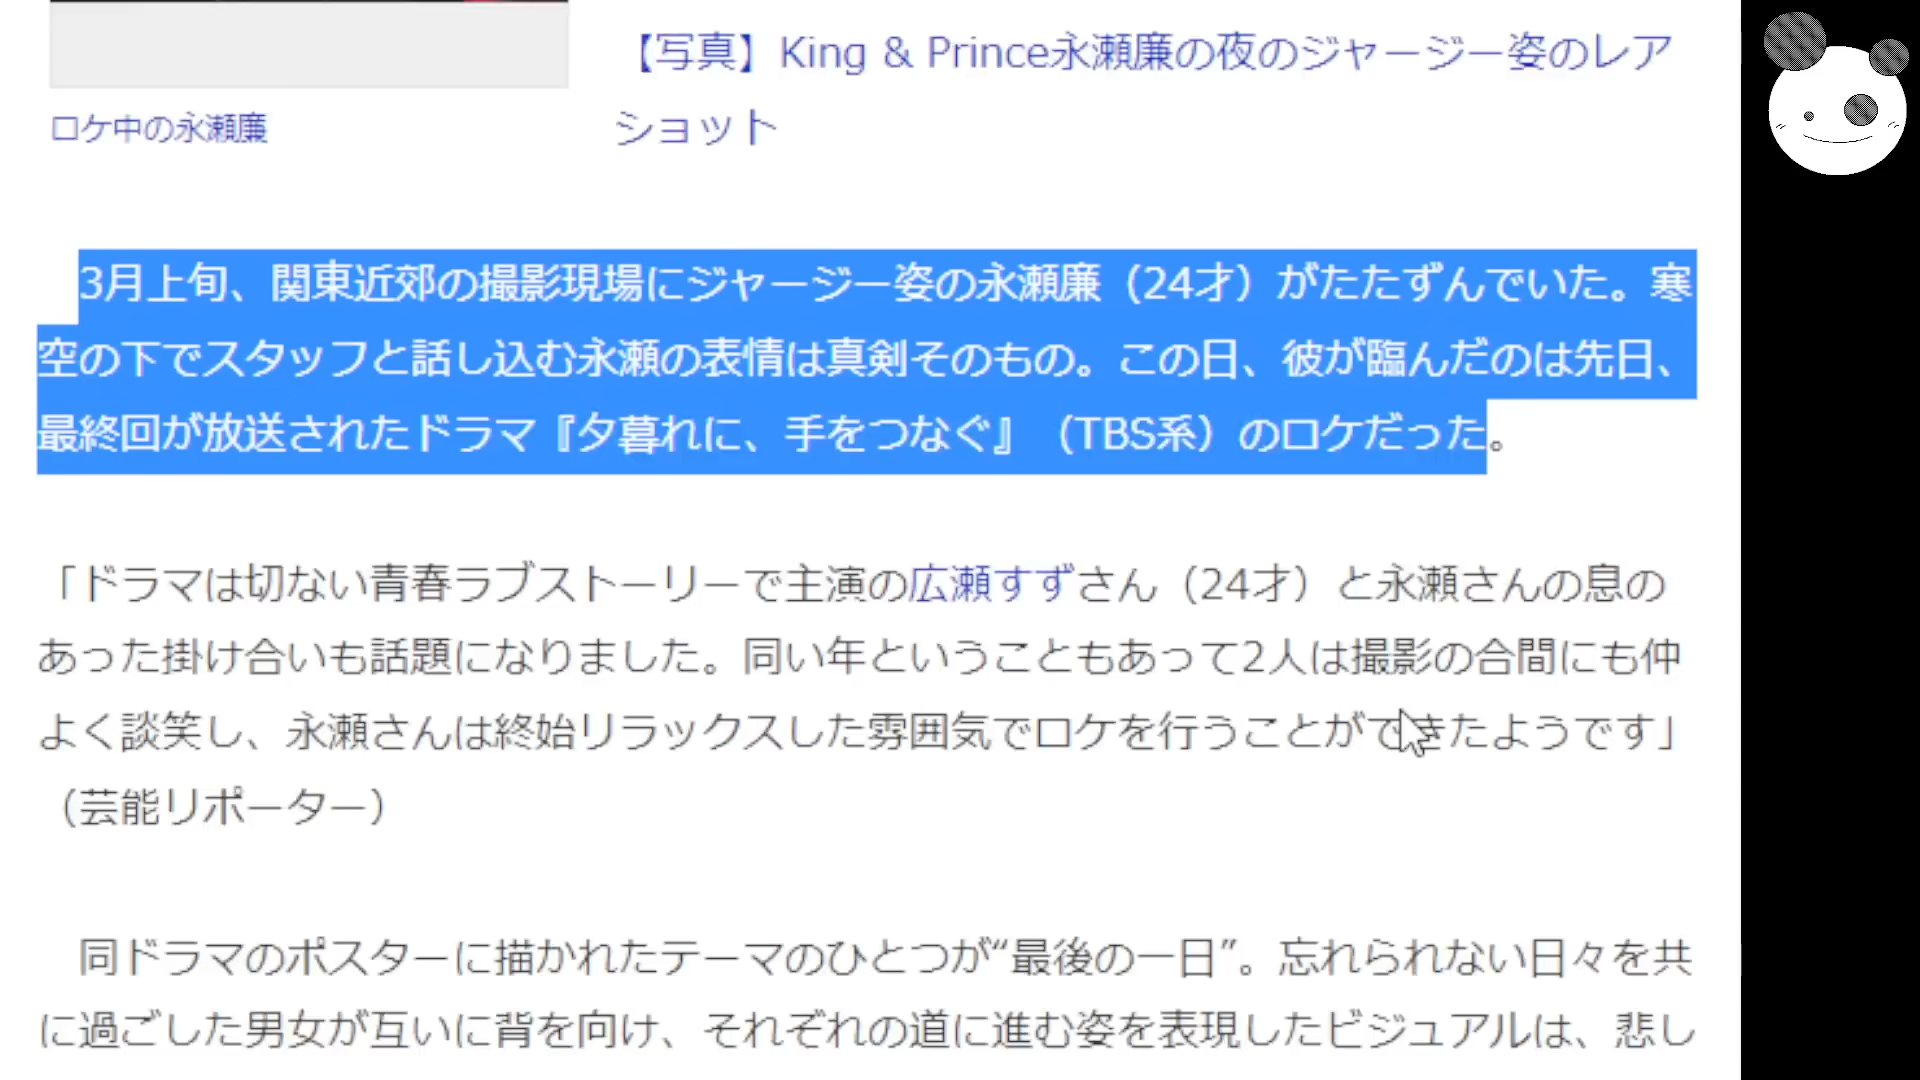 【写真】King & Prince永瀬廉の夜のジャージー姿のレア
ショット
ロケ中の永瀬廉
3月上旬、関東近郊の撮影現場にジャージー姿の永瀬廉（24才）がたたずんでいた。寒
空の下でスタッフと話し込む永瀬の表情は真剣そのもの。この日、彼が臨んだのは先日、
最終回が放送されたドラマ『夕暮れに、手をつなぐ』（TBS系）のロケだった。
「ドラマは切ない青春ラブストーリーで主演の広瀬すずさん（24才）と永瀬さんの息の
あった掛け合いも話題になりました。同い年ということもあって2人は撮影の合間にも仲
よく談笑し、永瀬さんは終始リラックスした雰囲気でロケを行うことができたようです」
（芸能リポーター）
同ドラマのポスターに描かれたテーマのひとつが“最後の一日”。忘れられない日々を共
に過ごした男女が互いに背を向け、それぞれの道に進む姿を表現したビジュアルは、悲し